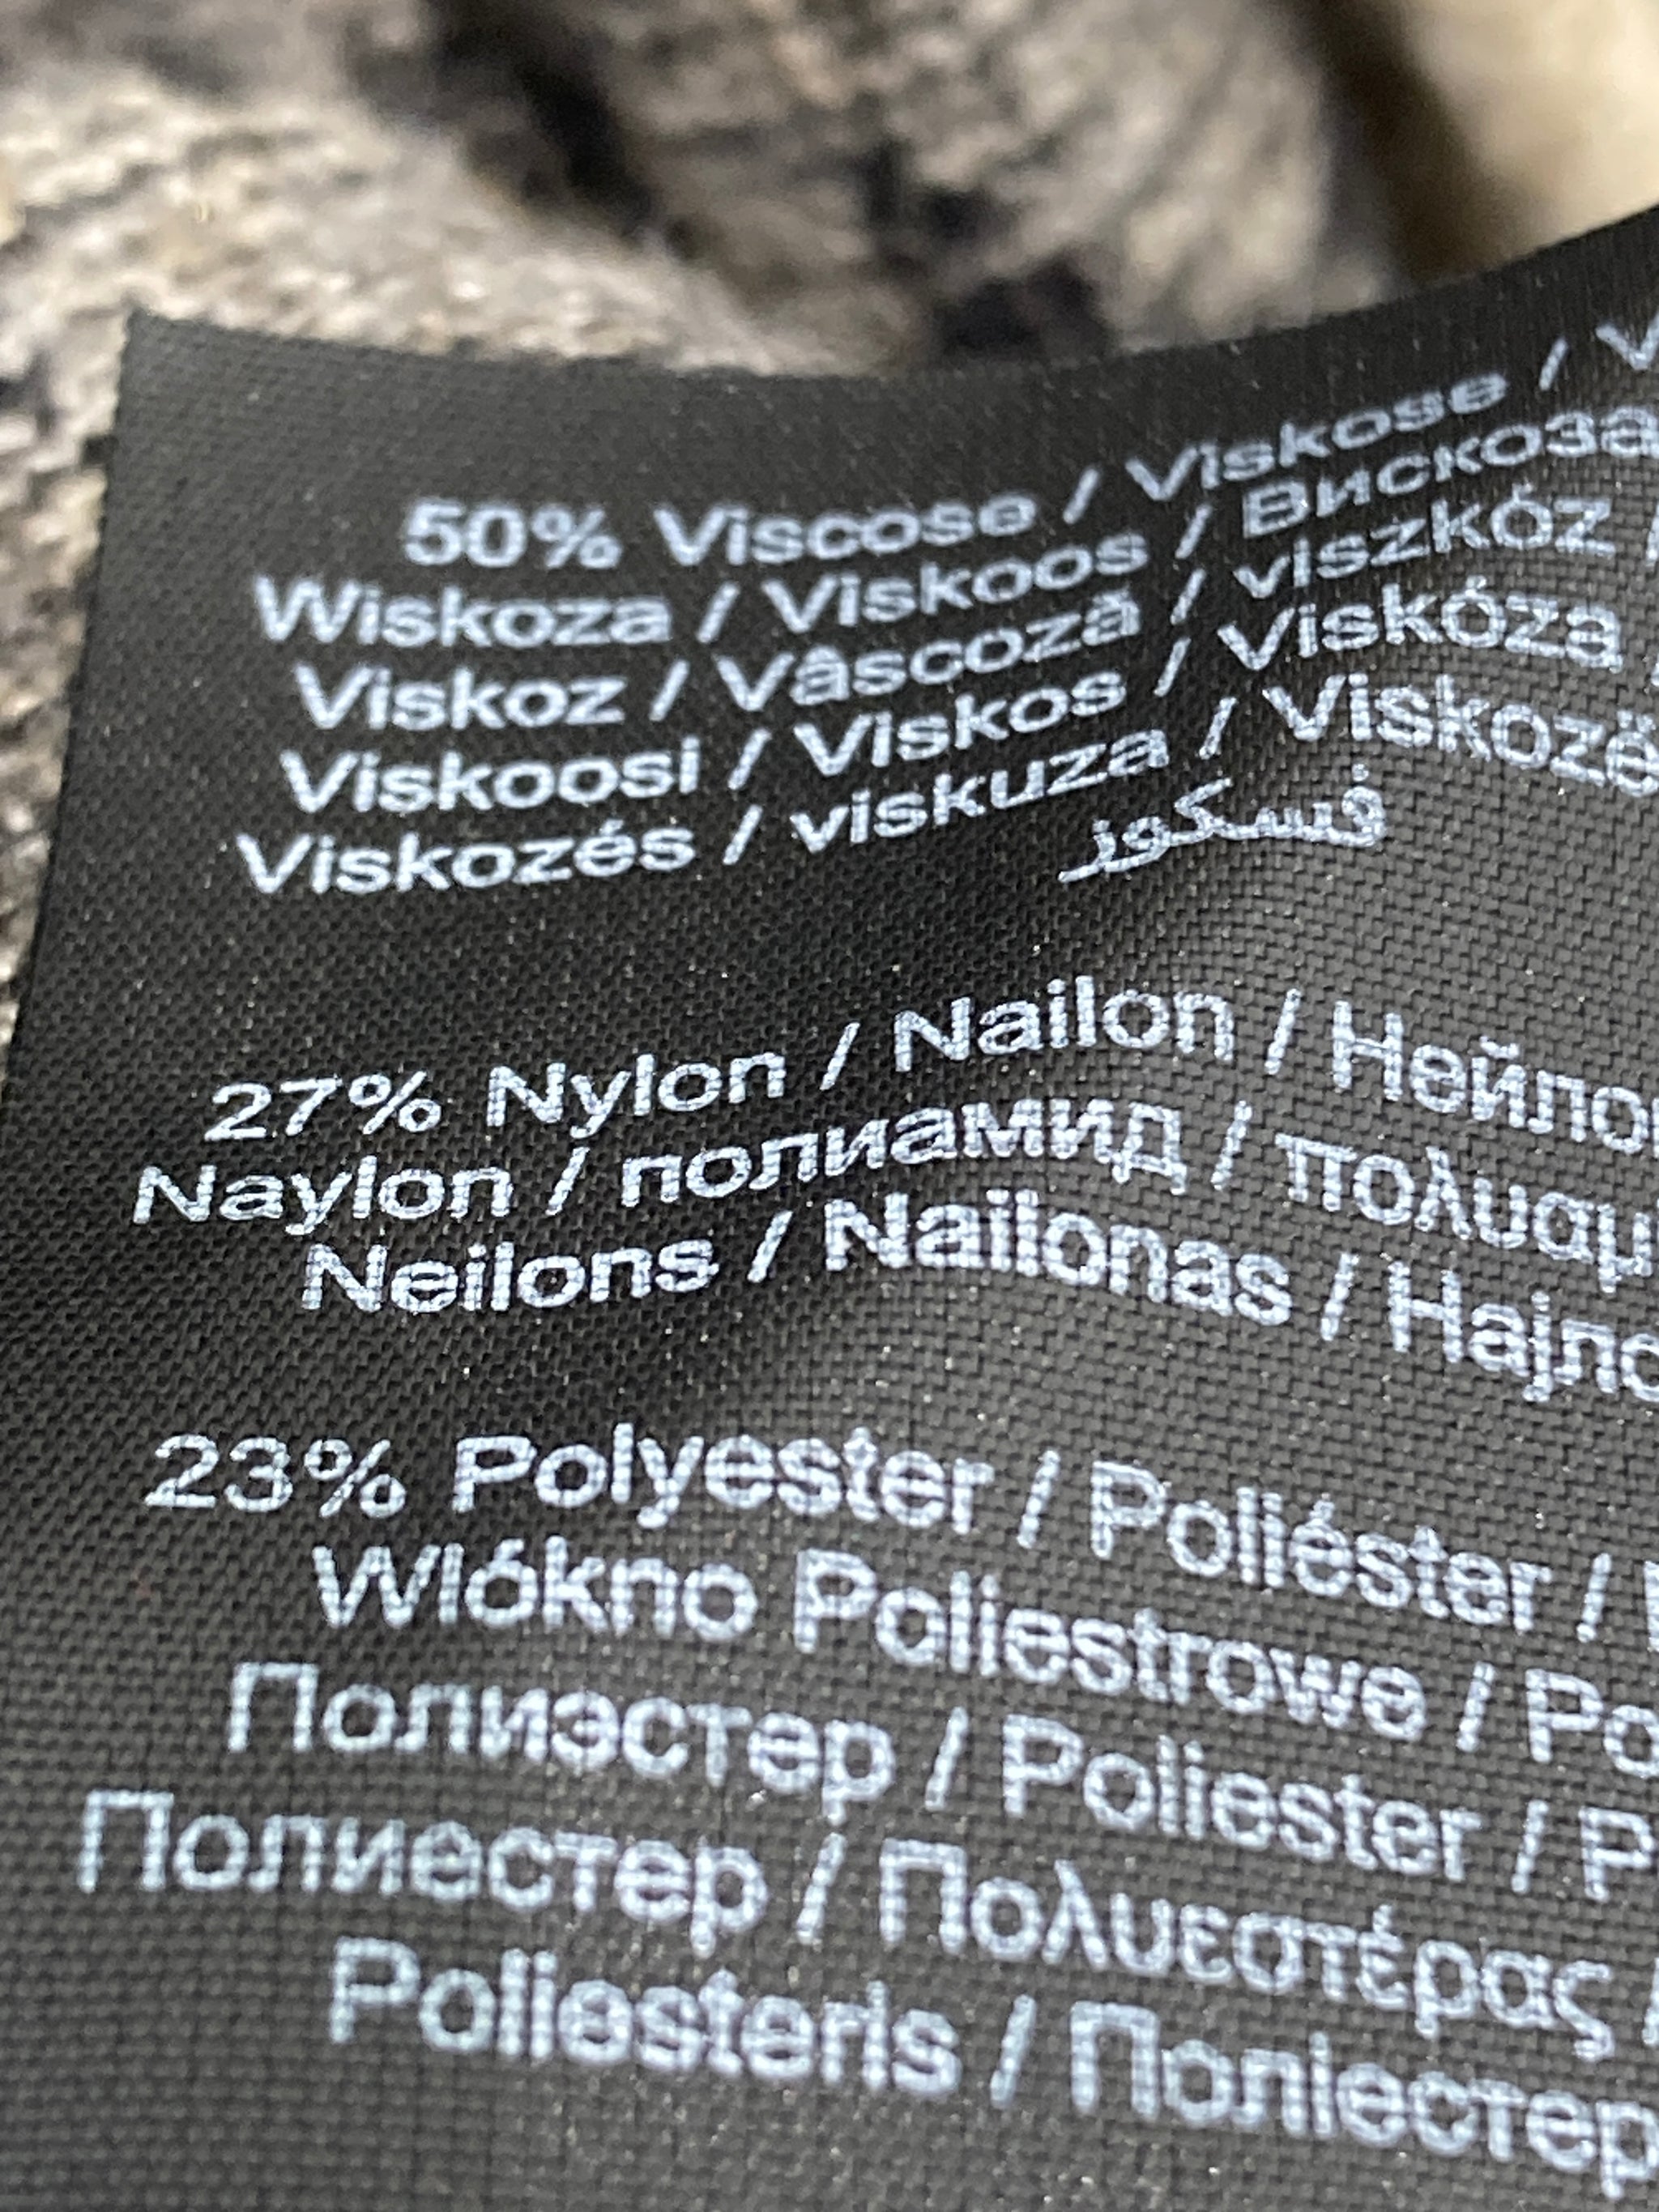 50% Viscose / Viskose /
Wiskoza / Viskoos / Вискоза
Viskoz / Vâscoză / viszkóz
Viskoosi / Viskos / Viskóza
Viskozés / viskuza / Viskozë
فسكوز
27% Nylon / Nailon /
Naylon / полиамид /
Neilons / Nailonas /
23% Polyester / Poliéster /
Wlókno Poliestrowe /
Полиэстер / Poliester /
Полиестер / Πολυεστέρας
Poliesteris / Поліестер